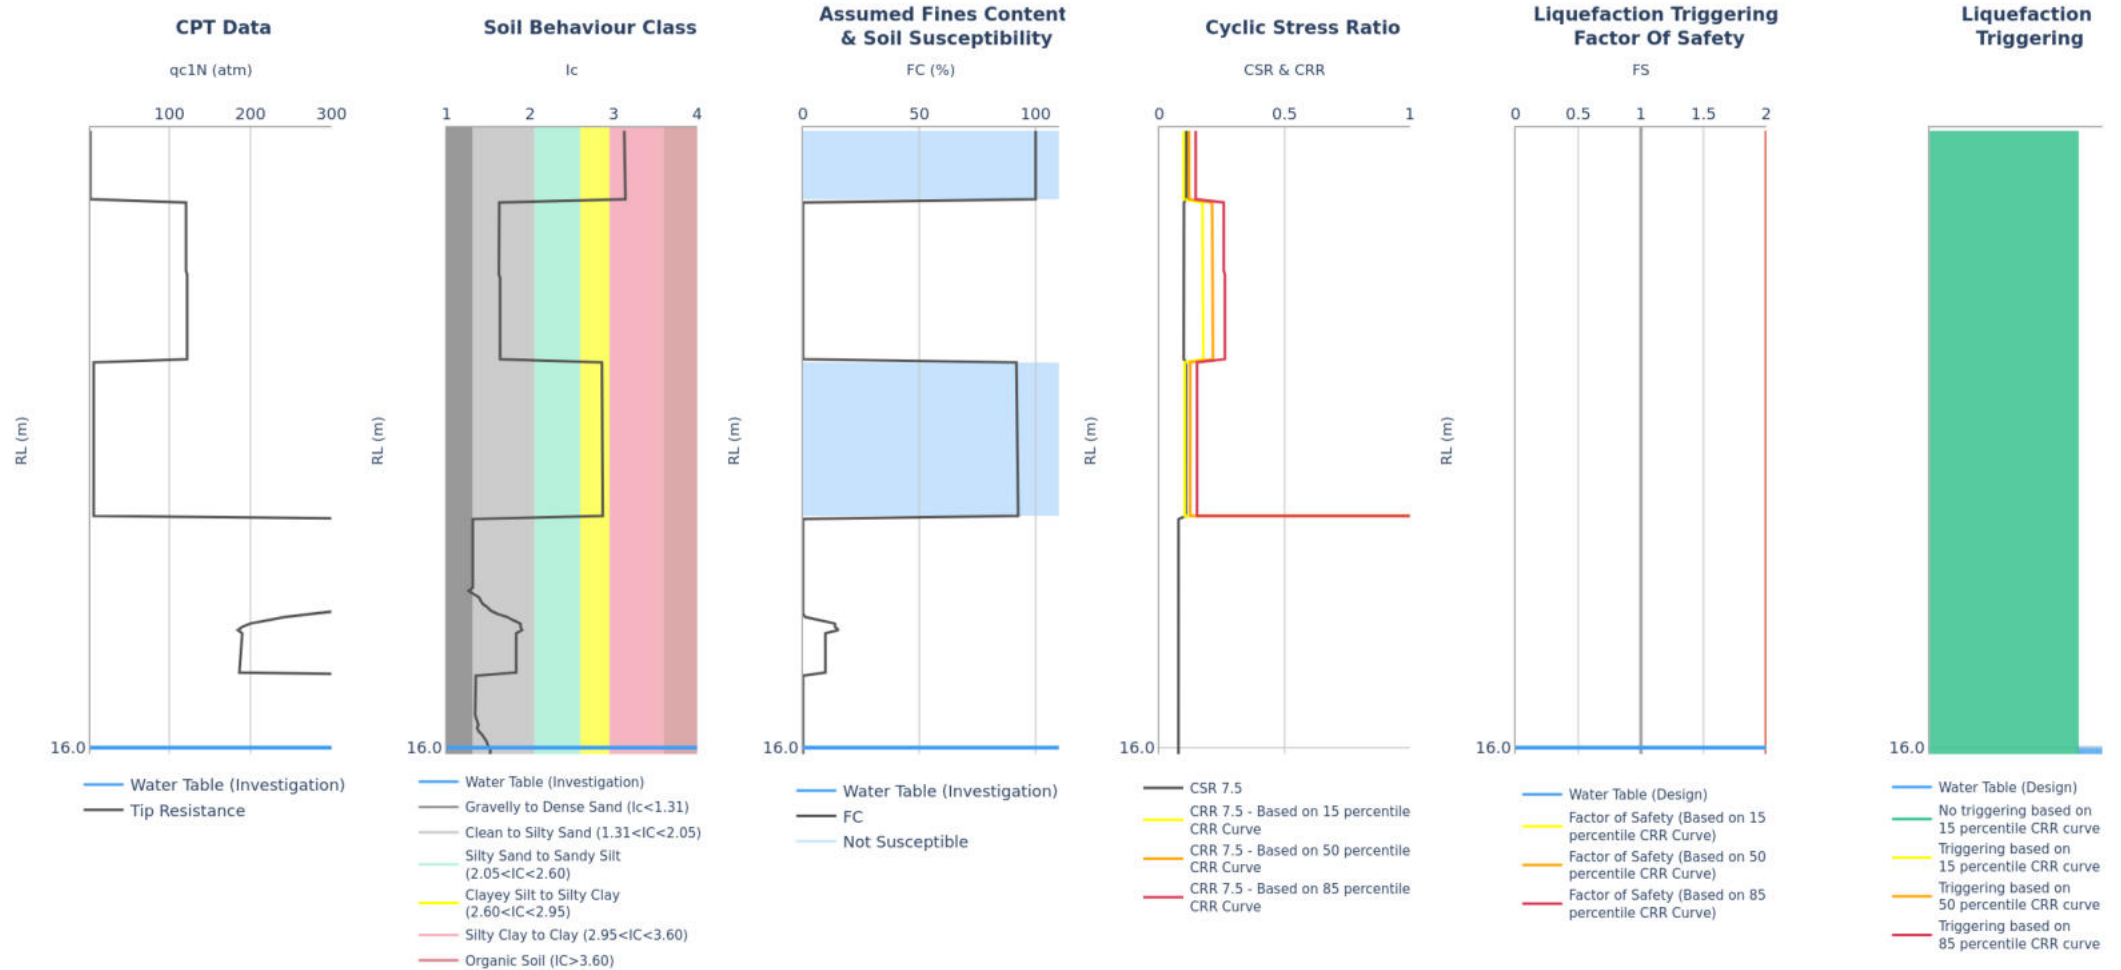 CPT Data
qc1N (atm)
100 200 300
RL (m)
16.0
Water Table (Investigation)
Tip Resistance
Soil Behaviour Class
Ic
1 2 3 4
RL (m)
16.0
Water Table (Investigation)
Gravelly to Dense Sand (Ic<1.31)
Clean to Silty Sand (1.31<IC<2.05)
Silty Sand to Sandy Silt
(2.05<IC<2.60)
Clayey Silt to Silty Clay
(2.60<IC<2.95)
Silty Clay to Clay (2.95<IC<3.60)
Organic Soil (IC>3.60)
Assumed Fines Content
& Soil Susceptibility
FC (%)
0 50 100
RL (m)
16.0
Water Table (Investigation)
FC
Not Susceptible
Cyclic Stress Ratio
CSR & CRR
0 0.5 1
RL (m)
16.0
CSR 7.5
CRR 7.5 - Based on 15 percentile
CRR Curve
CRR 7.5 - Based on 50 percentile
CRR Curve
CRR 7.5 - Based on 85 percentile
CRR Curve
Liquefaction Triggering
Factor Of Safety
FS
0 0.5 1 1.5 2
RL (m)
16.0
Water Table (Design)
Factor of Safety (Based on 15
percentile CRR Curve)
Factor of Safety (Based on 50
percentile CRR Curve)
Factor of Safety (Based on 85
percentile CRR Curve)
Liquefaction
Triggering
16.0
Water Table (Design)
No triggering based on
15 percentile CRR curve
Triggering based on
15 percentile CRR curve
Triggering based on
50 percentile CRR curve
Triggering based on
85 percentile CRR curve